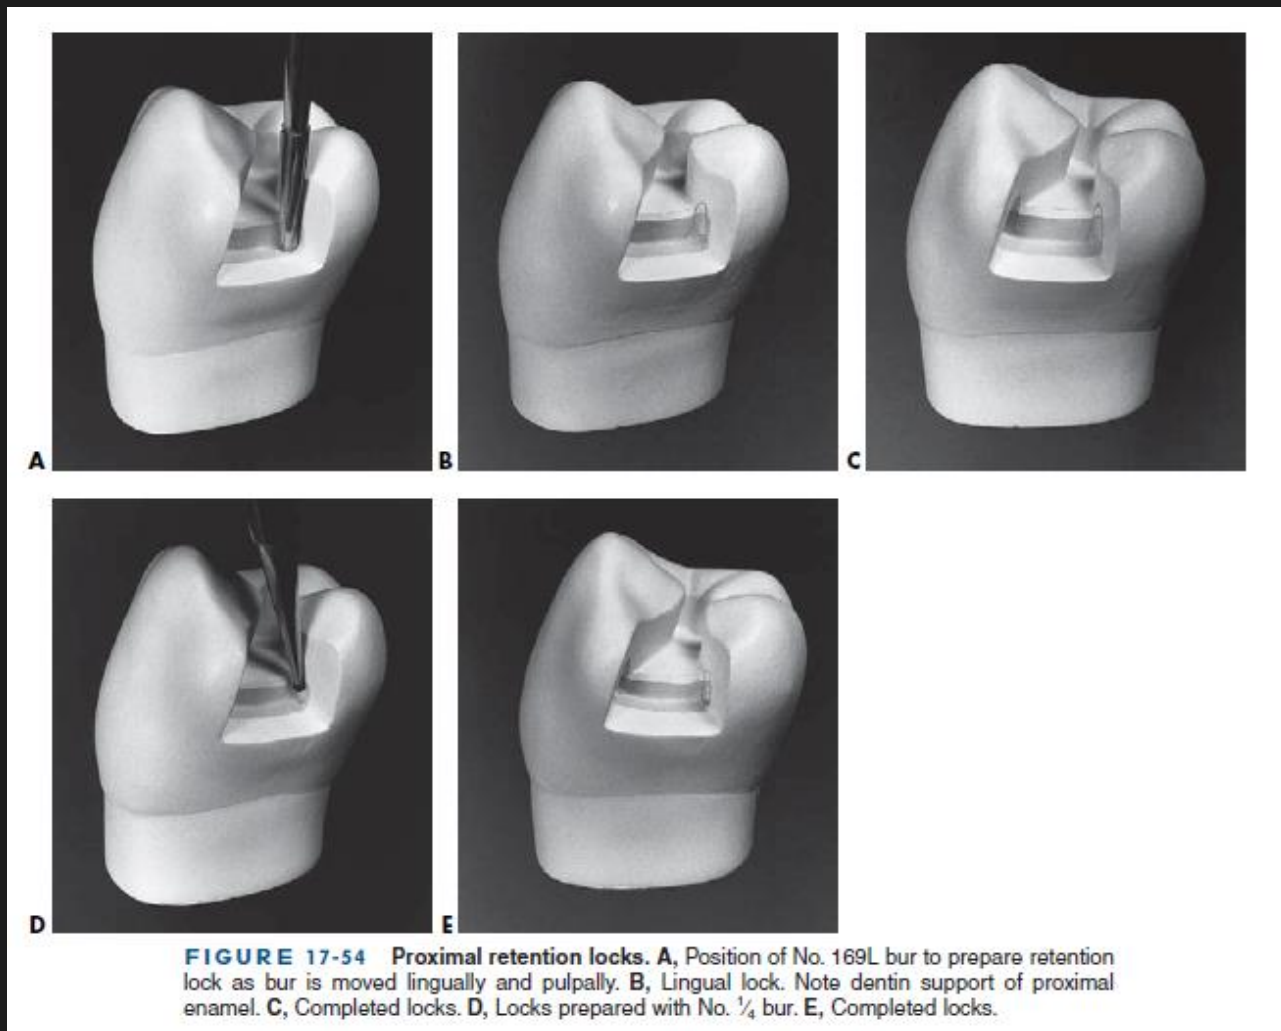 A
B
C
D
E
FIGURE 17-54 Proximal retention locks. A, Position of No. 169L bur to prepare retention
lock as bur is moved lingually and pulpally. B, Lingual lock. Note dentin support of proximal
enamel. C, Completed locks. D, Locks prepared with No. ¼ bur. E, Completed locks.